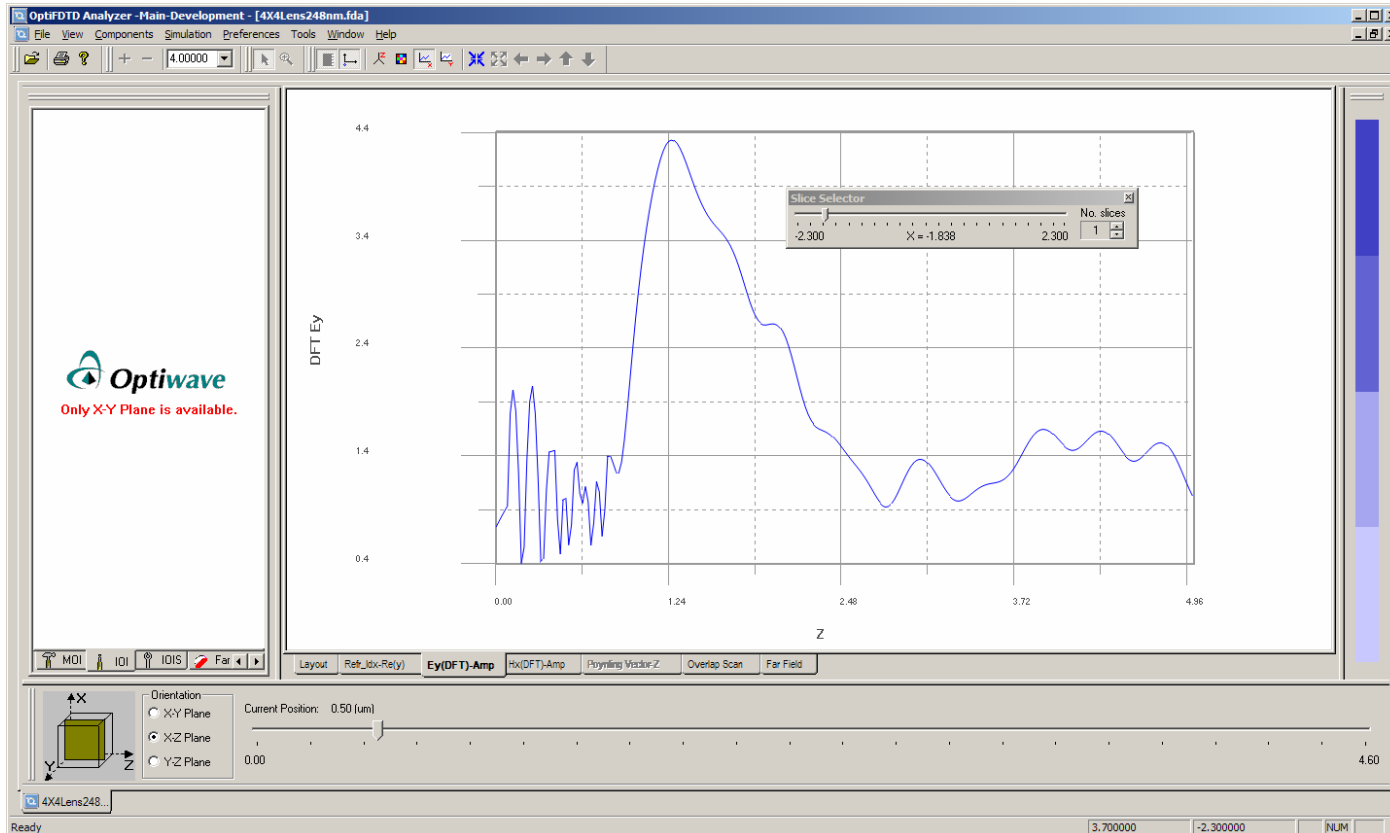 OptiFDTD Analyzer -Main-Development - [4X4Lens248nm.fda]
File View Components Simulation Preferences Tools Window Help
4.00000
Optiwave
Only X-Y Plane is available.
MOI IOI IOIS Far
4.4
3.4
2.4
1.4
0.4
DFT Ey
0.00 1.24 2.48 3.72 4.96
Z
Slice Selector
No. slices
1
-2.300 X = -1.838 2.300
Layout Refr_Idx-Re(y) Ey(DFT)-Amp Hx(DFT)-Amp Poynting Vector-Z Overlap Scan Far Field
X
Y
Z
Orientation
X-Y Plane
X-Z Plane
Y-Z Plane
Current Position: 0.50 (um)
0.00 4.60
4X4Lens248...
Ready 3.700000 -2.300000 NUM